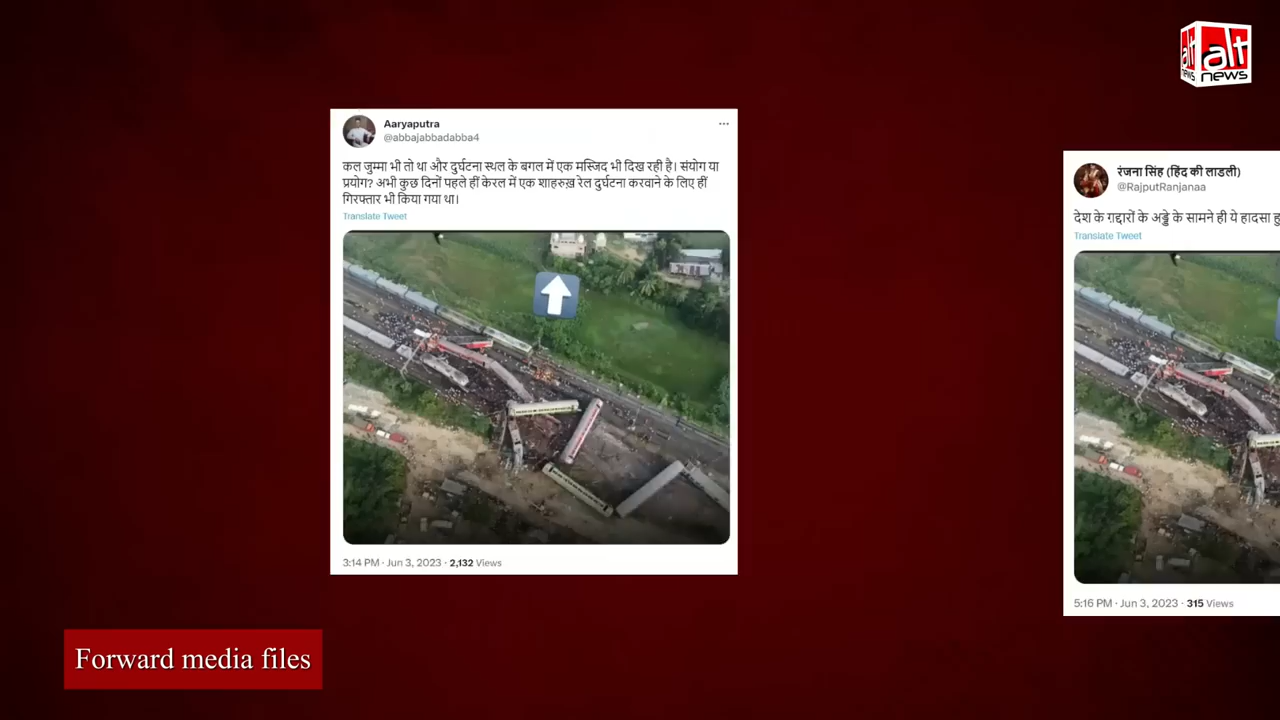 alt
news
alt
news
Aaryaputra
@abbajabbadabba4
कल जुम्मा भी तो था और दुर्घटना स्थल के बगल में एक मस्जिद भी दिख रही है। संयोग या
प्रयोग? अभी कुछ दिनों पहले हीं केरल में एक शाहरुख़ रेल दुर्घटना करवाने के लिए हीं
गिरफ्तार भी किया गया था।
Translate Tweet
3:14 PM · Jun 3, 2023 · 2,132 Views
रंजना सिंह (हिंद की लाडली)
@RajputRanjanaa
देश के ग़द्दारों के अड्डे के सामने ही ये हादसा
Translate Tweet
5:16 PM · Jun 3, 2023 · 315 Views
Forward media files